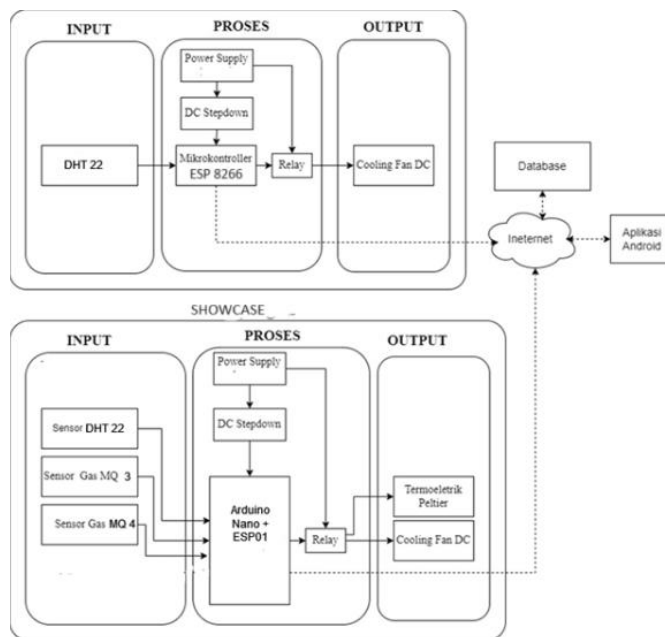 INPUT
PROSES
OUTPUT
Power Supply
DC Stepdown
DHT 22
Mikrokontroller
ESP 8266
Relay
Cooling Fan DC
Database
Ineternet
Aplikasi
Android
SHOWCASE
INPUT
PROSES
OUTPUT
Power Supply
DC Stepdown
Sensor DHT 22
Sensor Gas MQ 3
Sensor Gas MQ 4
Arduino
Nano +
ESP01
Relay
Termoeletrik
Peltier
Cooling Fan DC